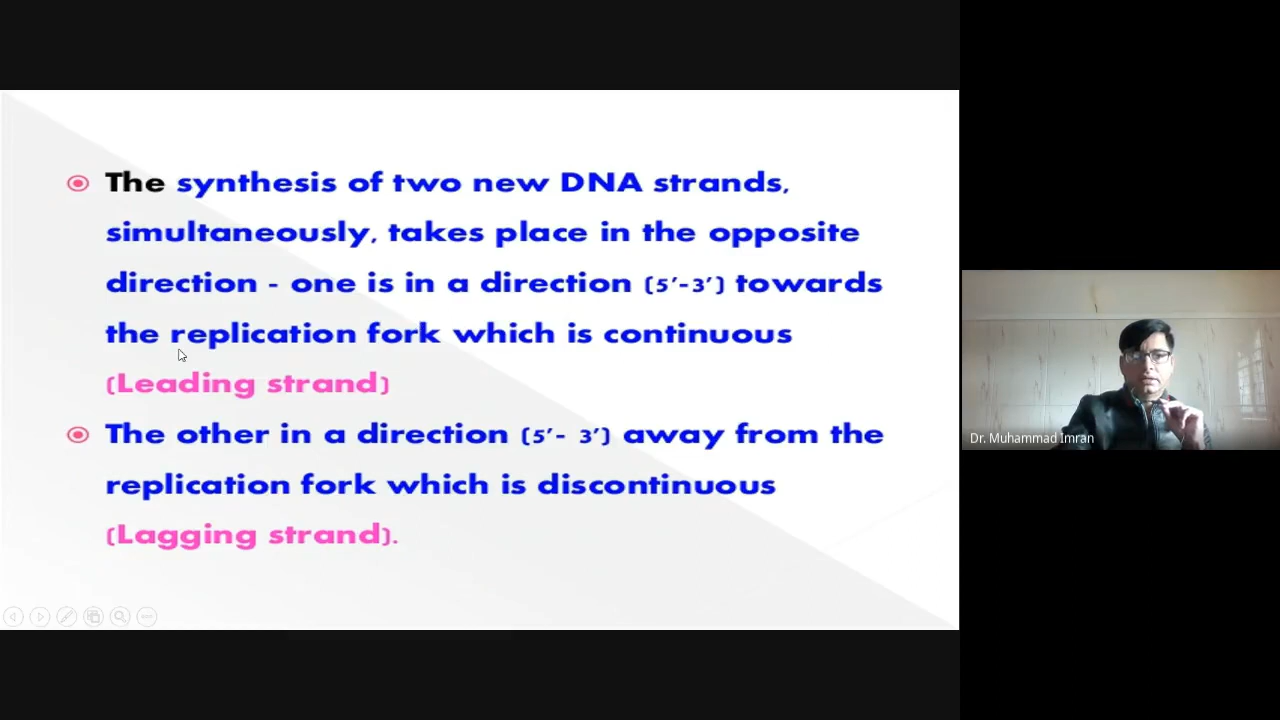 The synthesis of two new DNA strands,
simultaneously, takes place in the opposite
direction - one is in a direction (5’-3’) towards
the replication fork which is continuous
(Leading strand)
The other in a direction (5’- 3’) away from the
replication fork which is discontinuous
(Lagging strand).
Dr. Muhammad Imran